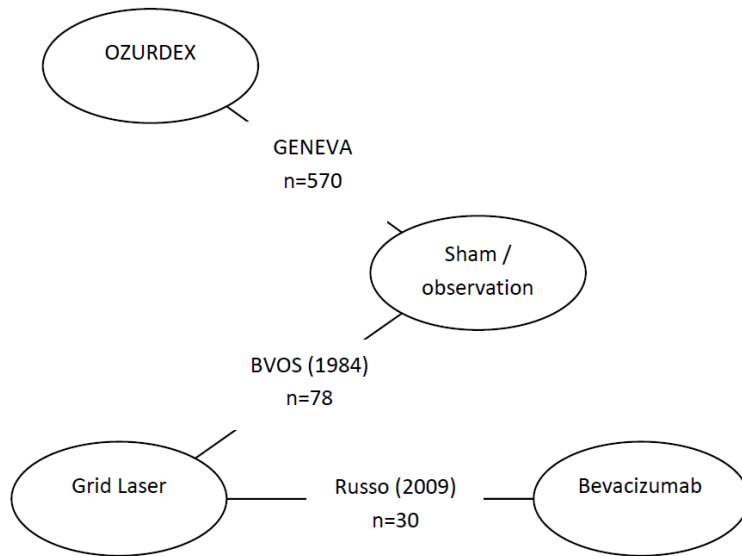 OZURDEX
GENEVA
n=570
Sham /
observation
BVOS (1984)
n=78
Grid Laser
Russo (2009)
n=30
Bevacizumab